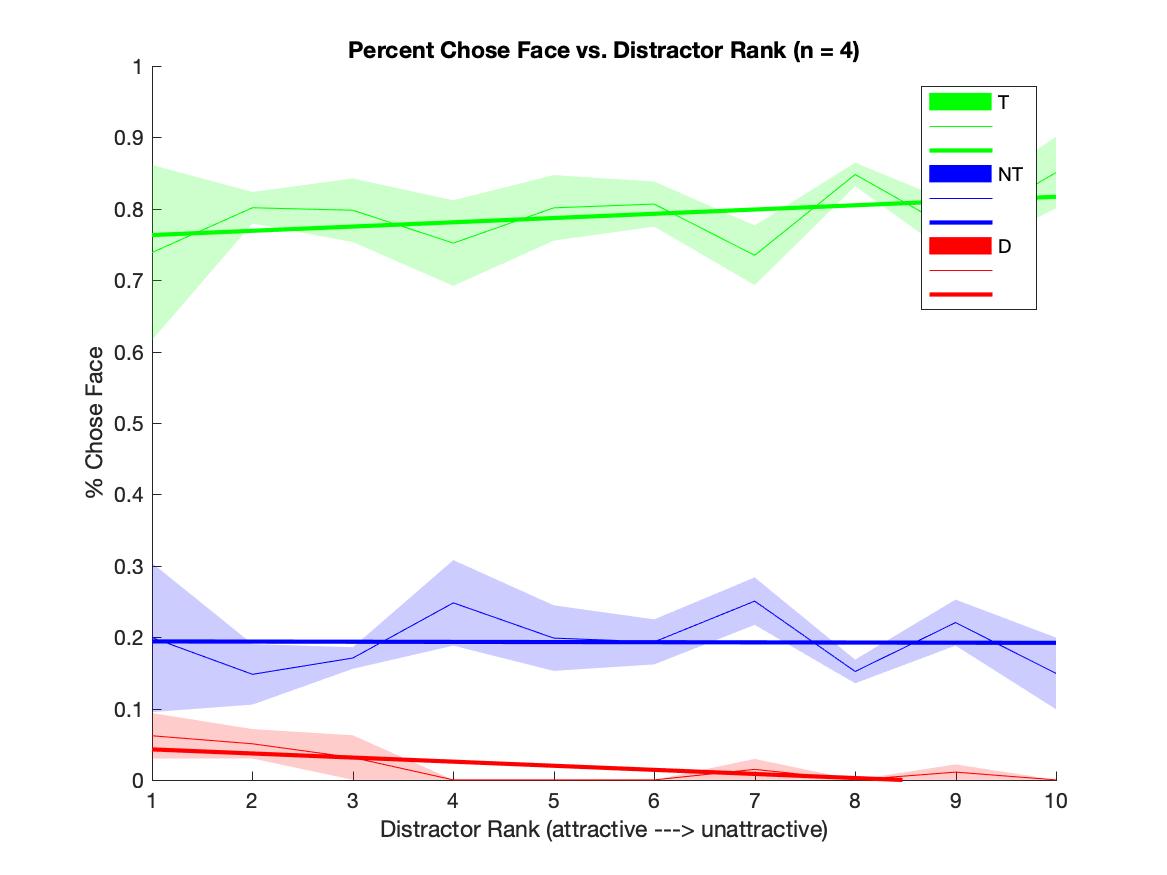 Percent Chose Face vs. Distractor Rank (n = 4)
1
0.9
0.8
0.7
0.6
0.5
0.4
0.3
0.2
0.1
0
% Chose Face
T
NT
D
1 2 3 4 5 6 7 8 9 10
Distractor Rank (attractive ---> unattractive)